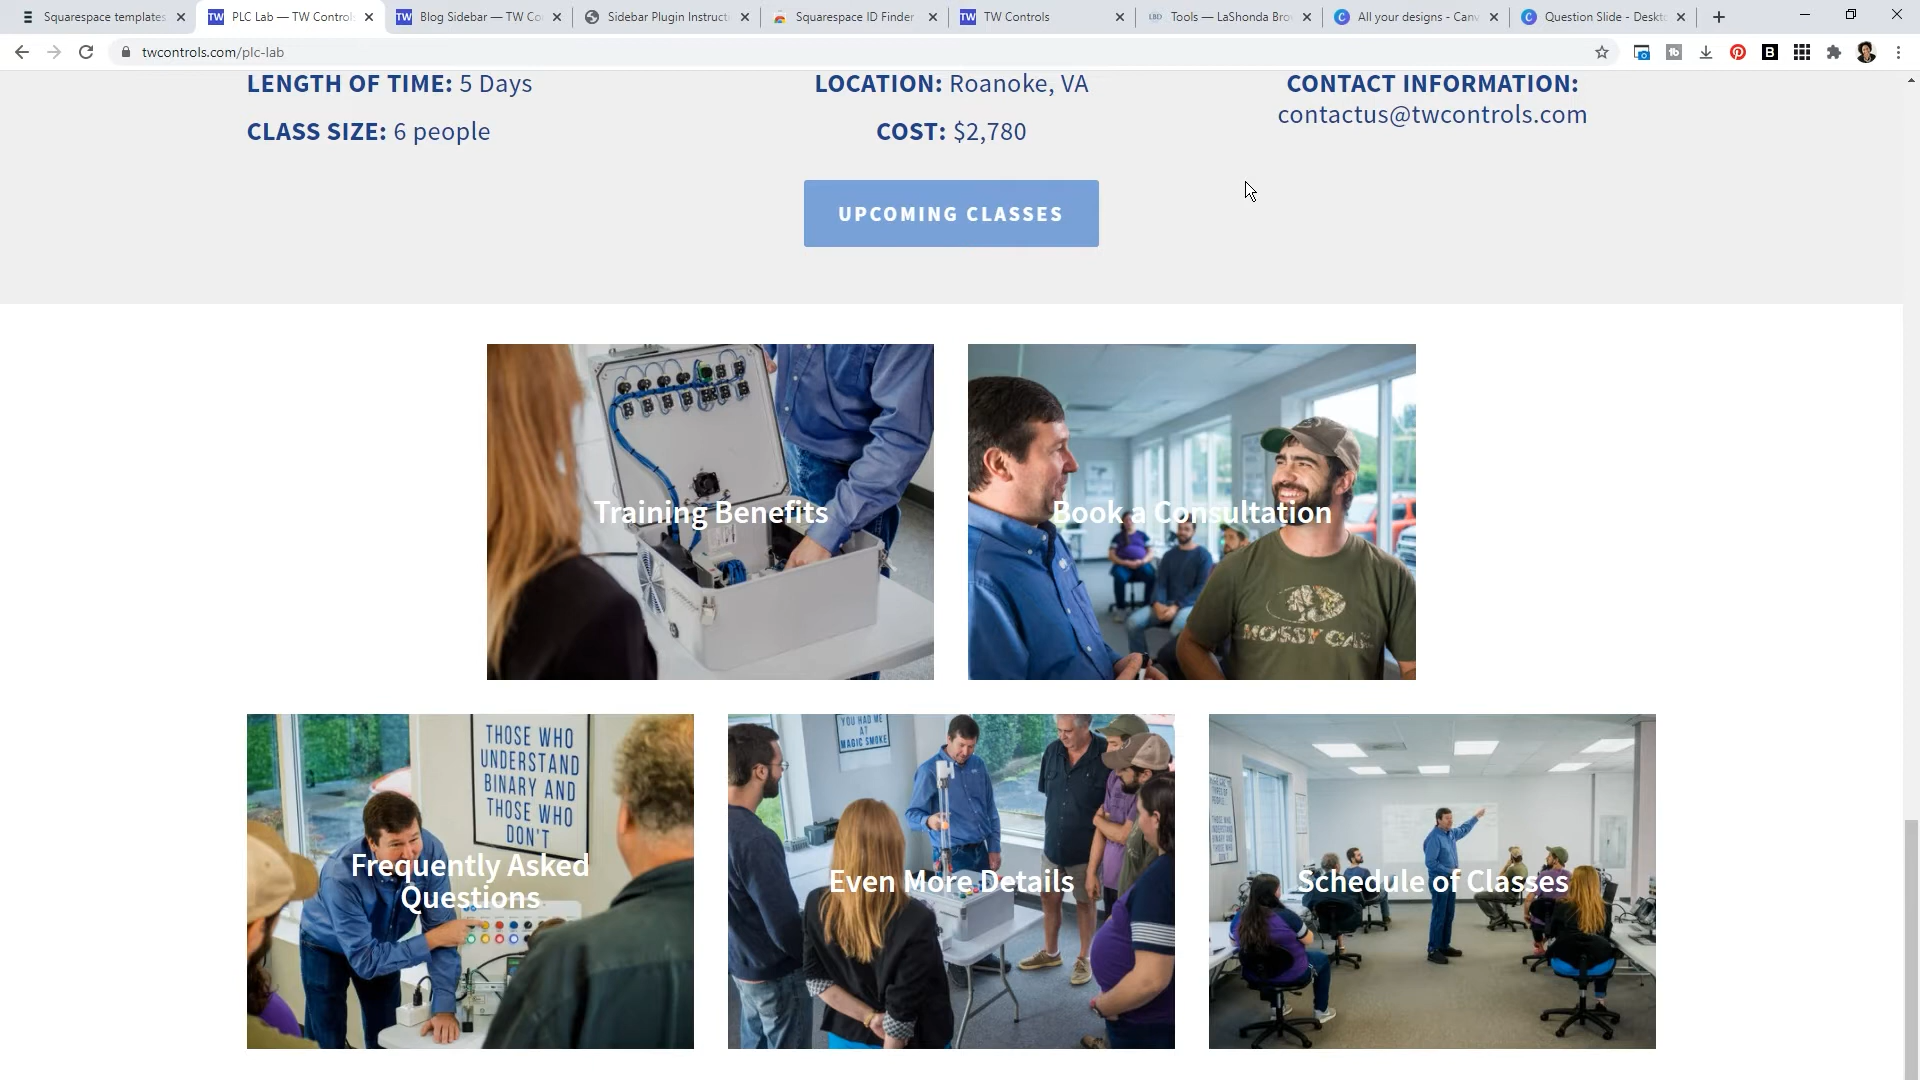 Squarespace templates
PLC Lab — TW Control
Blog Sidebar — TW Co
Sidebar Plugin Instruct
Squarespace ID Finder
TW Controls
LBD
Tools — LaShonda Bro
All your designs - Can
Question Slide - Deskt
twcontrols.com/plc-lab
LENGTH OF TIME: 5 Days
CLASS SIZE: 6 people
LOCATION: Roanoke, VA
COST: $2,780
CONTACT INFORMATION:
contactus@twcontrols.com
UPCOMING CLASSES
Training Benefits
Book a Consultation
MOSSY OAK
THOSE WHO
UNDERSTAND
BINARY AND
THOSE WHO
DON'T
Frequently Asked
Questions
YOU HAD ME
AT
MAGIC SMOKE
Even More Details
Schedule of Classes